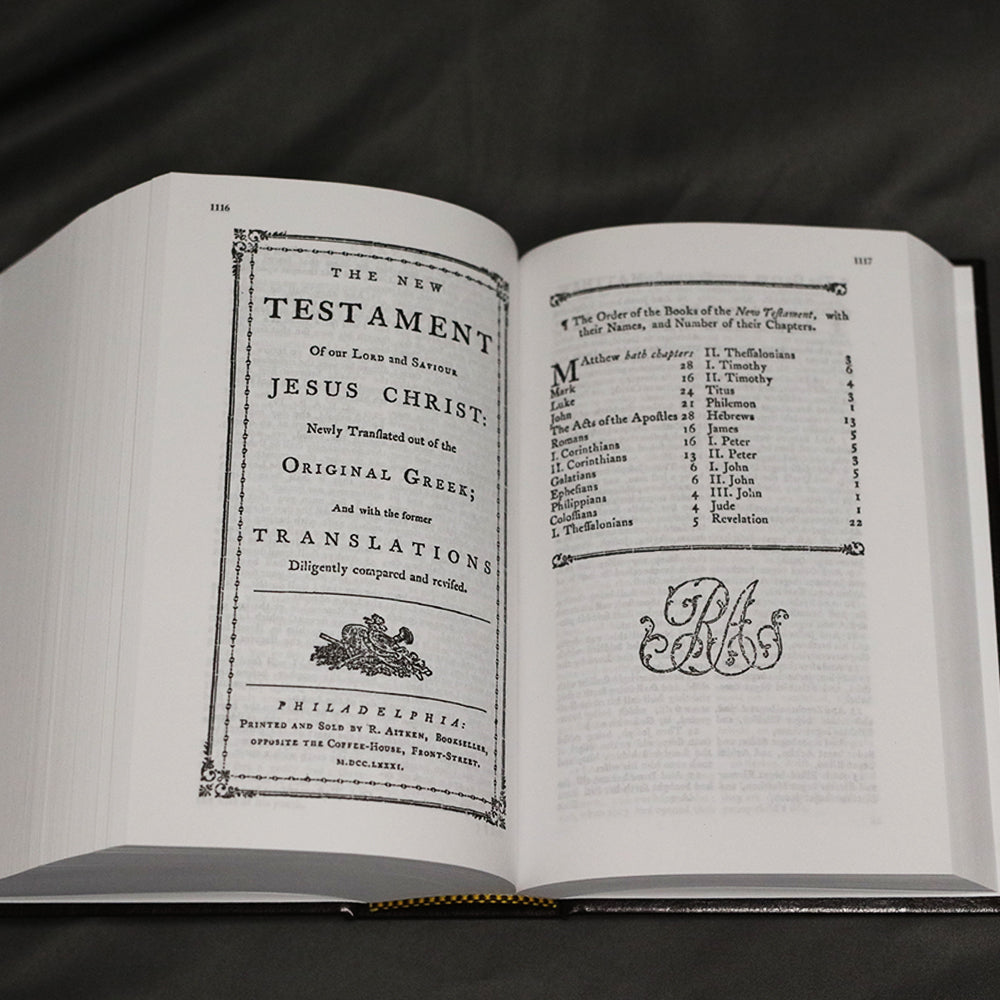 1116
THE NEW
TESTAMENT
Of our LORD and SAVIOUR
JESUS CHRIST:
Newly Tranſlated out of the
ORIGINAL GREEK;
And with the former
TRANSLATIONS
Diligently compared and reviſed.
PHILADELPHIA:
PRINTED AND SOLD BY R. AITKEN, BOOKSELLER,
OPPOSITE THE COFFEE-HOUSE, FRONT-STREET,
M.DCC.LXXXI.
1117
¶ The Order of the Books of the New Teſtament, with
their Names, and Number of their Chapters.
MAtthew hath chapters
28
Mark 16
Luke 24
John 21
The Acts of the Apoſtles 28
Romans 16
I. Corinthians 16
II. Corinthians 13
Galatians 6
Epheſians 6
Philippians 4
Coloſſians 4
I. Theſſalonians 5
II. Theſſalonians 3
I. Timothy 6
II. Timothy 4
Titus 3
Philemon 1
Hebrews 13
James 5
I. Peter 5
II. Peter 3
I. John 5
II. John 1
III. John 1
Jude 1
Revelation 22
RA